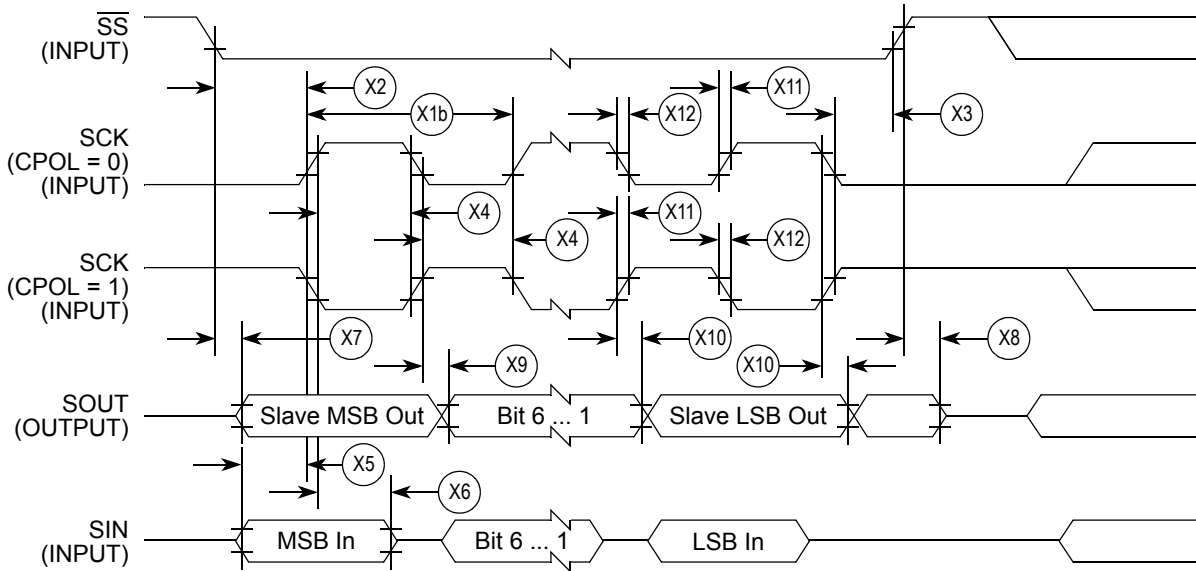 SS
(INPUT)
X2
X11
X1b
X12
X3
SCK
(CPOL = 0)
(INPUT)
X4
X11
X4
X12
SCK
(CPOL = 1)
(INPUT)
X7
X10
X8
X9
X10
SOUT
(OUTPUT)
Slave MSB Out
Bit 6 ... 1
Slave LSB Out
X5
X6
SIN
(INPUT)
MSB In
Bit 6 ... 1
LSB In